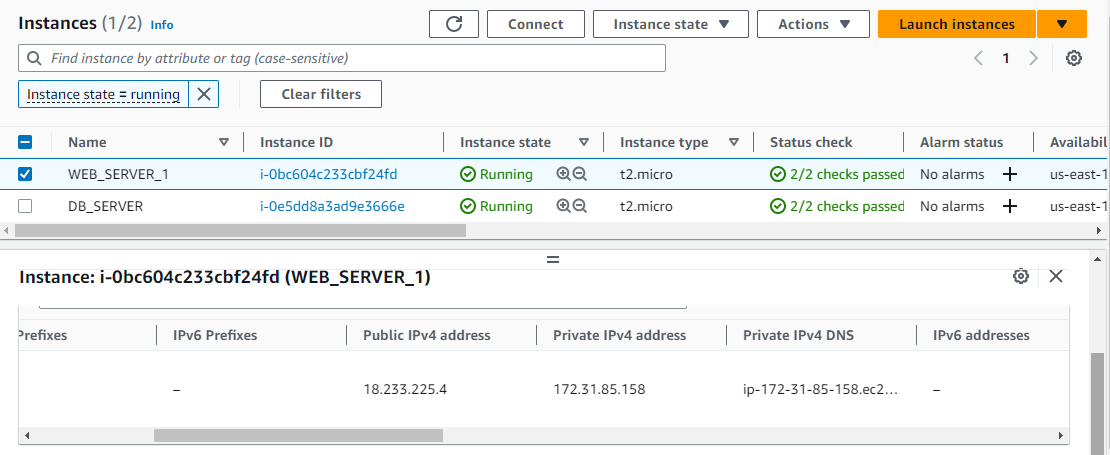 Instances (1/2) Info Connect Instance state Actions Launch instances
Find instance by attribute or tag (case-sensitive) 1
Instance state = running Clear filters
Name Instance ID Instance state Instance type Status check Alarm status Availabil
WEB_SERVER_1 i-0bc604c233cbf24fd Running t2.micro 2/2 checks passed No alarms us-east-1
DB_SERVER i-0e5dd8a3ad9e3666e Running t2.micro 2/2 checks passed No alarms us-east-1
Instance: i-0bc604c233cbf24fd (WEB_SERVER_1)
Prefixes IPv6 Prefixes Public IPv4 address Private IPv4 address Private IPv4 DNS IPv6 addresses
– 18.233.225.4 172.31.85.158 ip-172-31-85-158.ec2... –